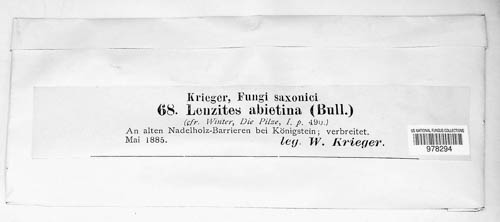 Krieger, Fungi saxonici
68. Lenzites abietina (Bull.)
(cfr. Winter, Die Pilze, I. p. 490.)
An alten Nadelholz-Barrieren bei Königstein; verbreitet.
Mai 1885. leg. W. Krieger.
US NATIONAL FUNGUS COLLECTIONS
978294